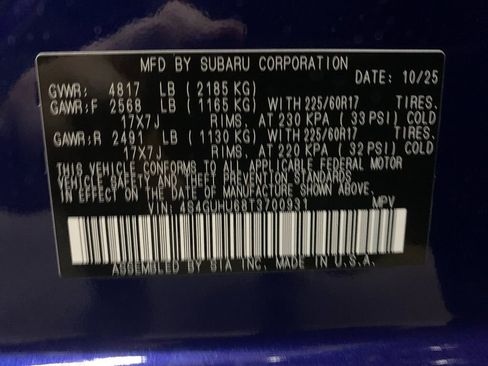 MFD BY SUBARU CORPORATION
DATE: 10/25
GVWR: 4817 LB (2185 KG)
GAWR;F 2568 LB (1165 KG) WITH 225/60R17 TIRES.
17X7J RIMS. AT 230 KPA (33 PSI) COLD
GAWR;R 2491 LB (1130 KG) WITH 225/60R17 TIRES.
17X7J RIMS. AT 220 KPA (32 PSI) COLD
THIS VEHICLE CONFORMS TO ALL APPLICABLE FEDERAL MOTOR
VEHICLE SAFETY AND THEFT PREVENTION STANDARDS
IN EFFECT ON THE DATE OF MANUFACTURE SHOWN ABOVE.
VIN: 4S4GUHU68T3700931 MPV
ASSEMBLED BY SIA INC. MADE IN U.S.A.